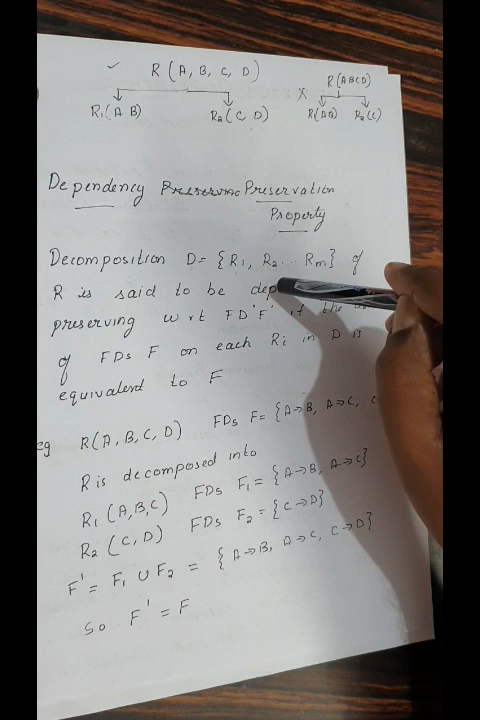 ✓ R ( A, B, C, D )
R1( A B) R2( C D)
X R(ABCD)
R(AB) R2(C)
Dependency Preservation
Property
Decomposition D= {R1, R2 ... Rm} of
R is said to be
preserving wrt FD 'F' if the
of FDs F on each Ri in D is
equivalent to F
eg R(A, B, C, D) FDs F= {A→B, A→C,
R is decomposed into
R1 (A,B,C) FDs F1 = {A→B, A→C}
R2 (C, D) FDs F2 = {C→D}
F' = F1 ∪ F2 = {A→B, A→C, C→D}
So F' = F